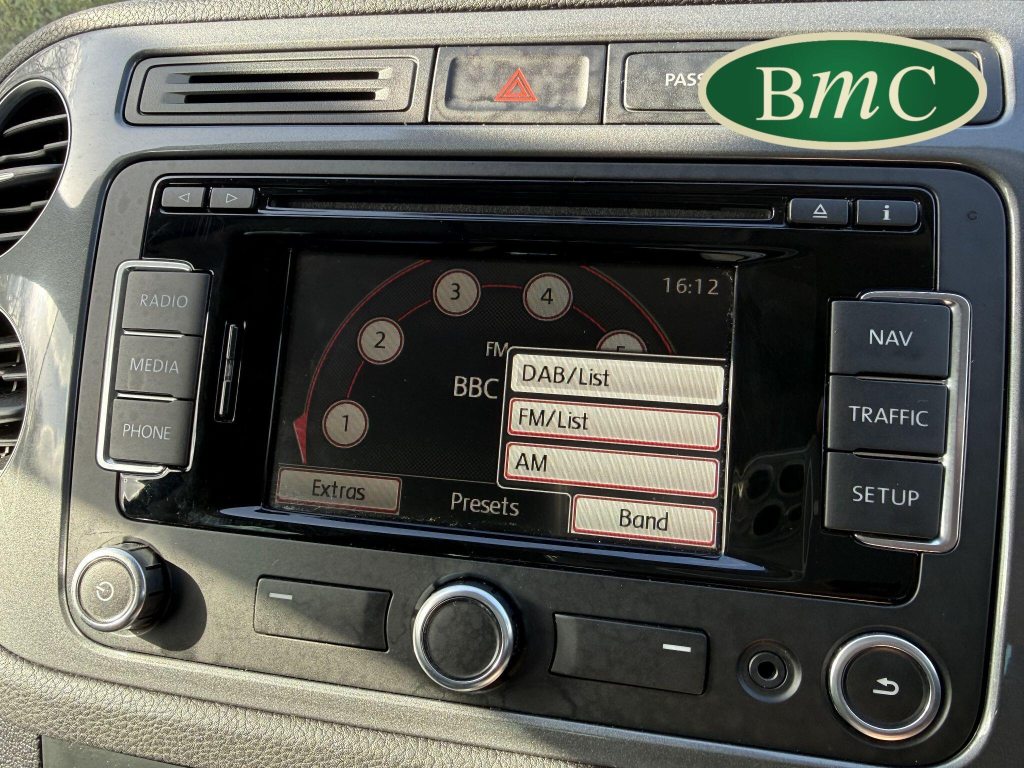 PASS
BmC
i
RADIO
MEDIA
PHONE
3
4
16:12
2
FM
BBC
1
DAB/List
FM/List
AM
Extras
Presets
Band
NAV
TRAFFIC
SETUP